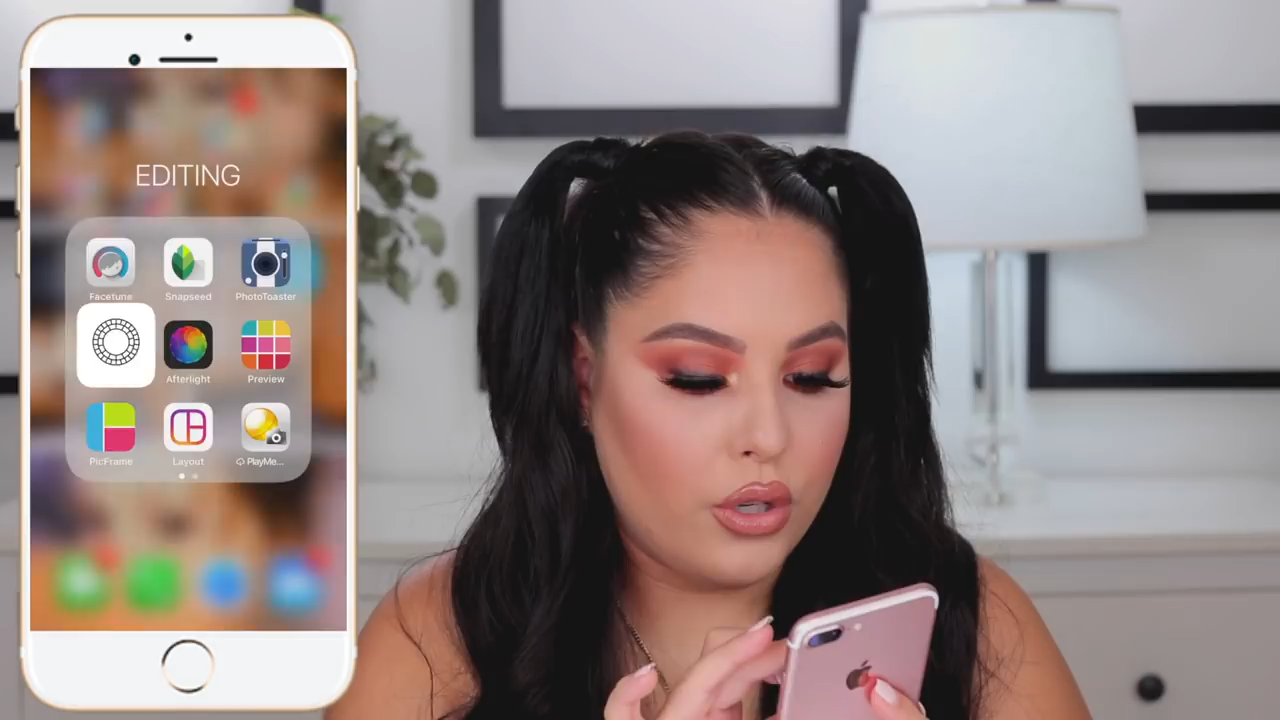 EDITING
Facetune
Snapseed
PhotoToaster
Afterlight
Preview
PicFrame
Layout
PlayMe...